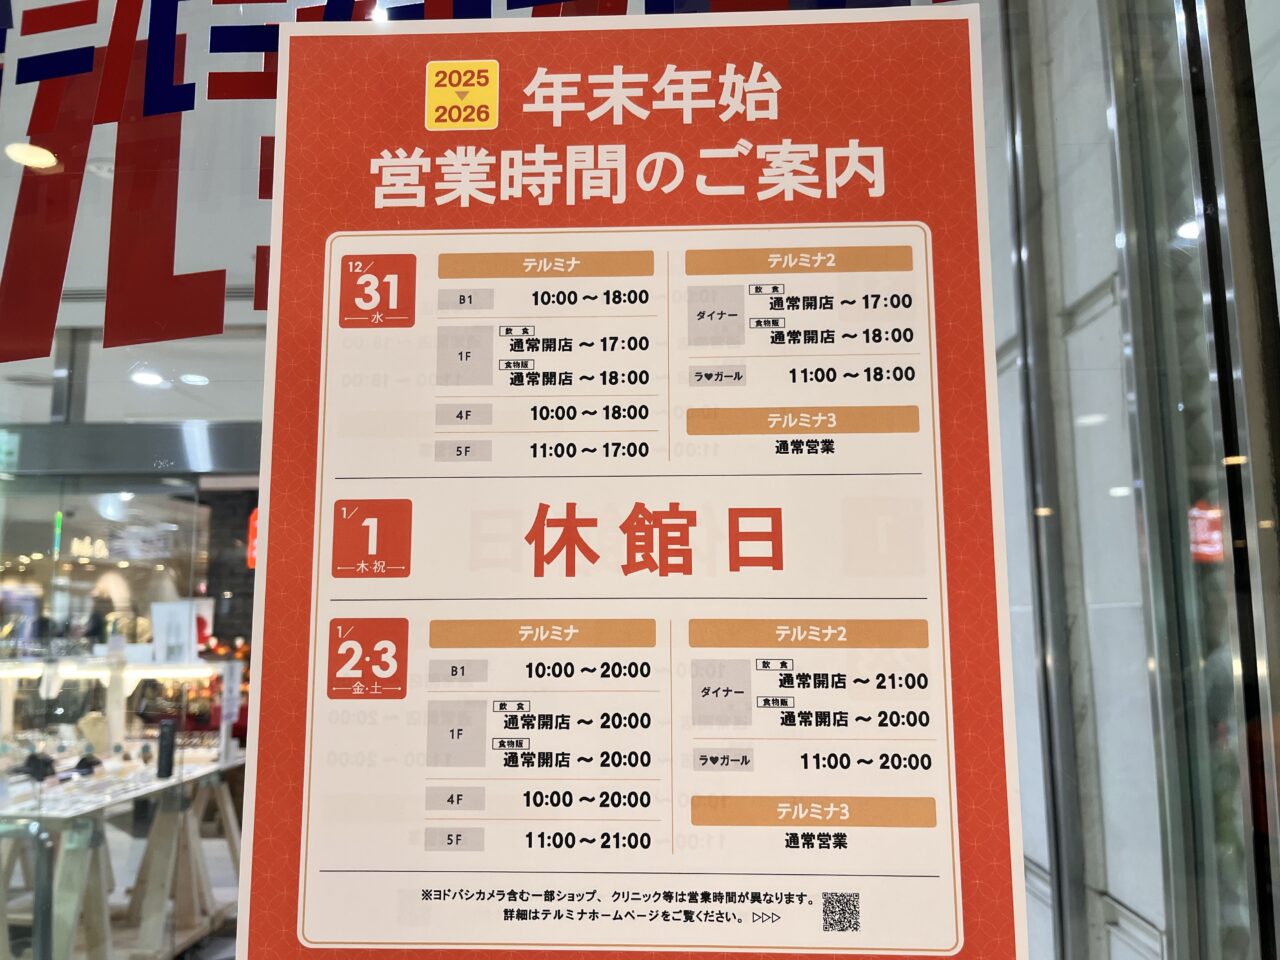 2025
2026
年末年始
営業時間のご案内
12/
31
水
テルミナ
B1 10:00～18:00
1F
飲食
通常開店～17:00
食物販
通常開店～18:00
4F 10:00～18:00
5F 11:00～17:00
テルミナ2
ダイナー
飲食
通常開店～17:00
食物販
通常開店～18:00
ラ♥ガール 11:00～18:00
テルミナ3
通常営業
1/
1
木・祝
休館日
1/
2・3
金・土
テルミナ
B1 10:00～20:00
1F
飲食
通常開店～20:00
食物販
通常開店～20:00
4F 10:00～20:00
5F 11:00～21:00
テルミナ2
ダイナー
飲食
通常開店～21:00
食物販
通常開店～20:00
ラ♥ガール 11:00～20:00
テルミナ3
通常営業
※ヨドバシカメラ含む一部ショップ、クリニック等は営業時間が異なります。
詳細はテルミナホームページをご覧ください。▷▷▷